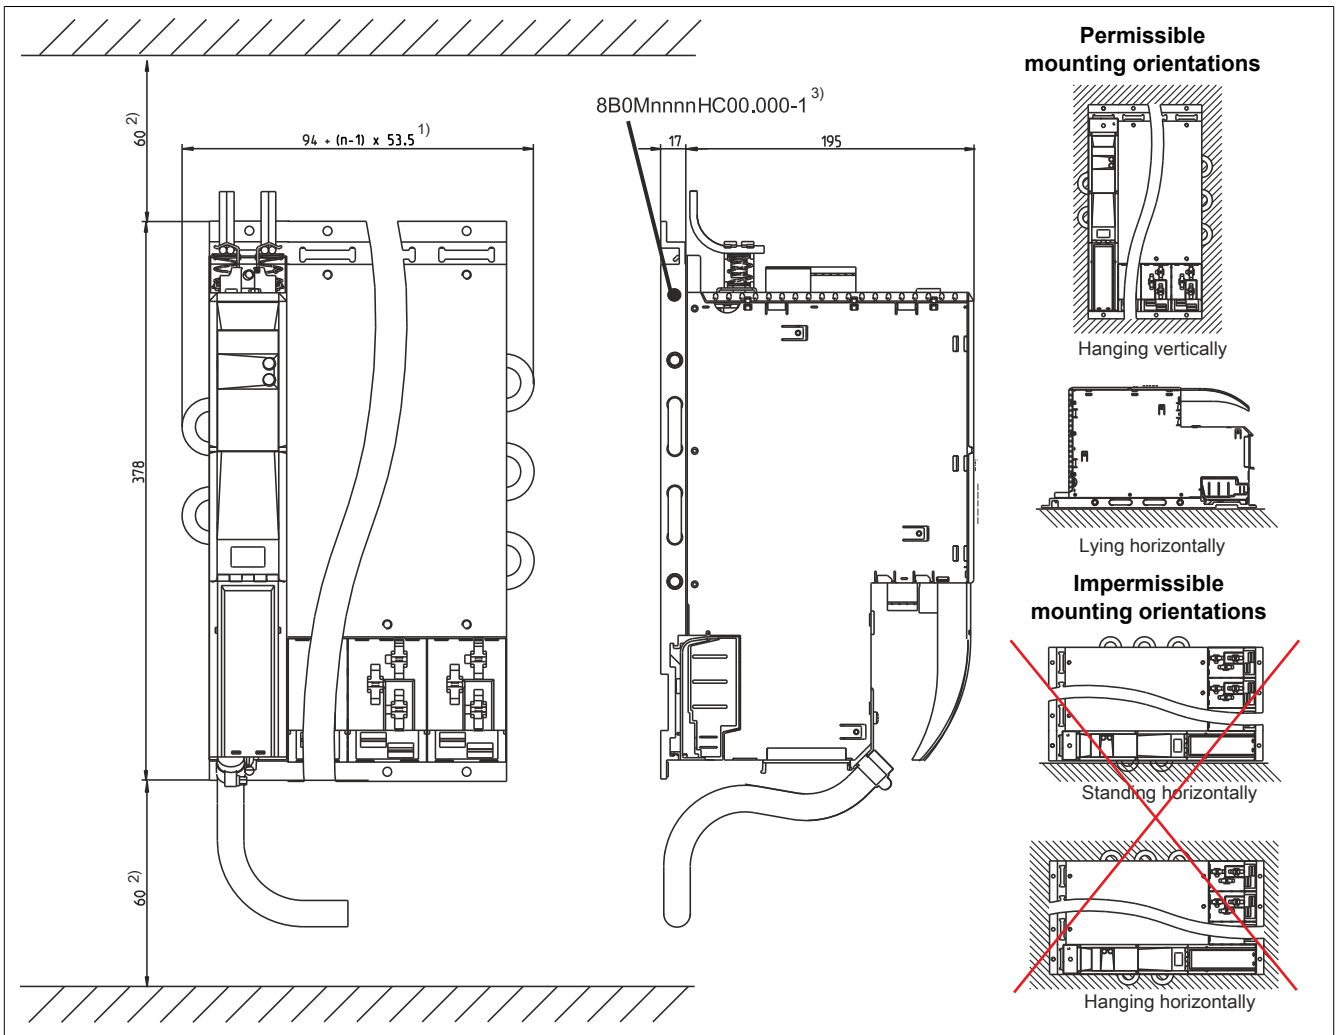 60 2)
94 + (n-1) x 53.5 1)
378
60 2)
8B0MnnnnHC00.000-1 3)
17
195
Permissible
mounting orientations
Hanging vertically
Lying horizontally
Impermissible
mounting orientations
Standing horizontally
Hanging horizontally